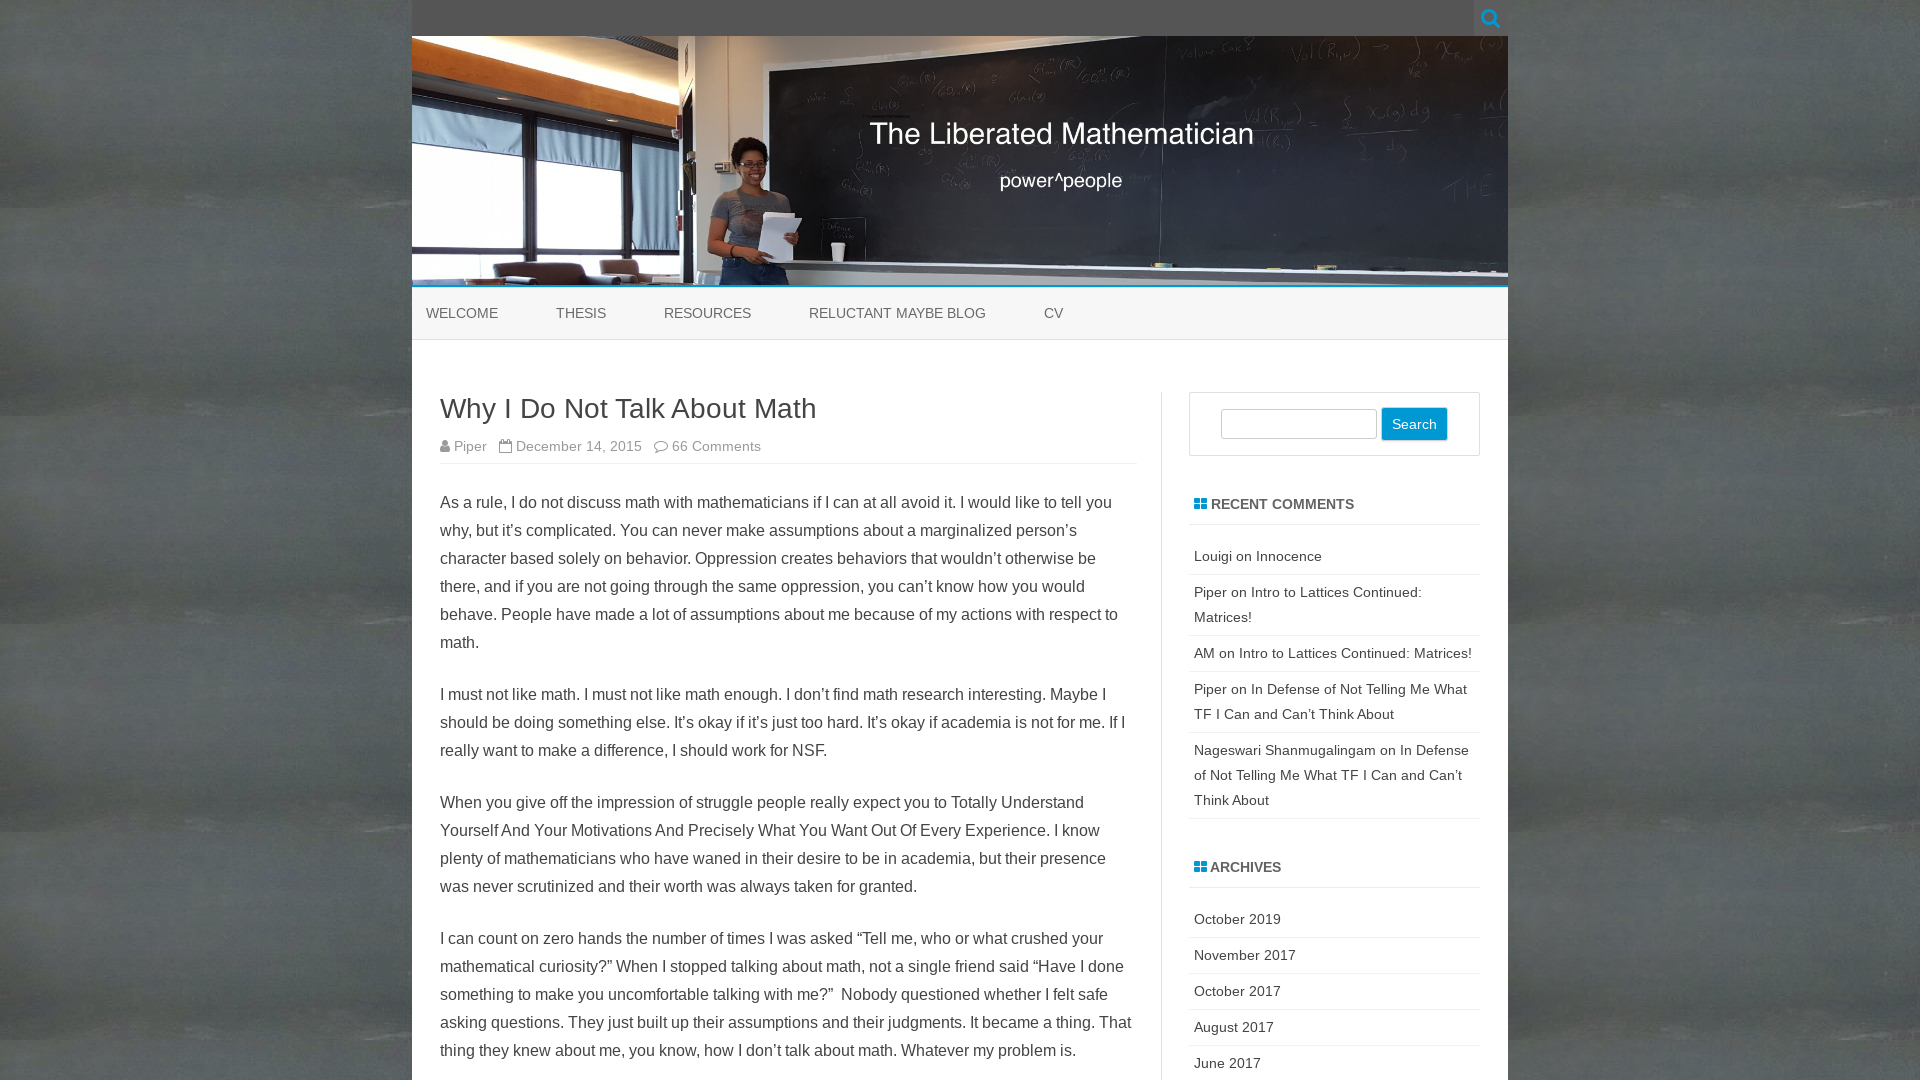 The Liberated Mathematician
power^people
WELCOME
THESIS
RESOURCES
RELUCTANT MAYBE BLOG
CV
Why I Do Not Talk About Math
Piper December 14, 2015 66 Comments
As a rule, I do not discuss math with mathematicians if I can at all avoid it. I would like to tell you
why, but it’s complicated. You can never make assumptions about a marginalized person’s
character based solely on behavior. Oppression creates behaviors that wouldn’t otherwise be
there, and if you are not going through the same oppression, you can’t know how you would
behave. People have made a lot of assumptions about me because of my actions with respect to
math.
I must not like math. I must not like math enough. I don’t find math research interesting. Maybe I
should be doing something else. It’s okay if it’s just too hard. It’s okay if academia is not for me. If I
really want to make a difference, I should work for NSF.
When you give off the impression of struggle people really expect you to Totally Understand
Yourself And Your Motivations And Precisely What You Want Out Of Every Experience. I know
plenty of mathematicians who have waned in their desire to be in academia, but their presence
was never scrutinized and their worth was always taken for granted.
I can count on zero hands the number of times I was asked “Tell me, who or what crushed your
mathematical curiosity?” When I stopped talking about math, not a single friend said “Have I done
something to make you uncomfortable talking with me?”  Nobody questioned whether I felt safe
asking questions. They just built up their assumptions and their judgments. It became a thing. That
thing they knew about me, you know, how I don’t talk about math. Whatever my problem is.
Search
RECENT COMMENTS
Louigi on Innocence
Piper on Intro to Lattices Continued:
Matrices!
AM on Intro to Lattices Continued: Matrices!
Piper on In Defense of Not Telling Me What
TF I Can and Can’t Think About
Nageswari Shanmugalingam on In Defense
of Not Telling Me What TF I Can and Can’t
Think About
ARCHIVES
October 2019
November 2017
October 2017
August 2017
June 2017